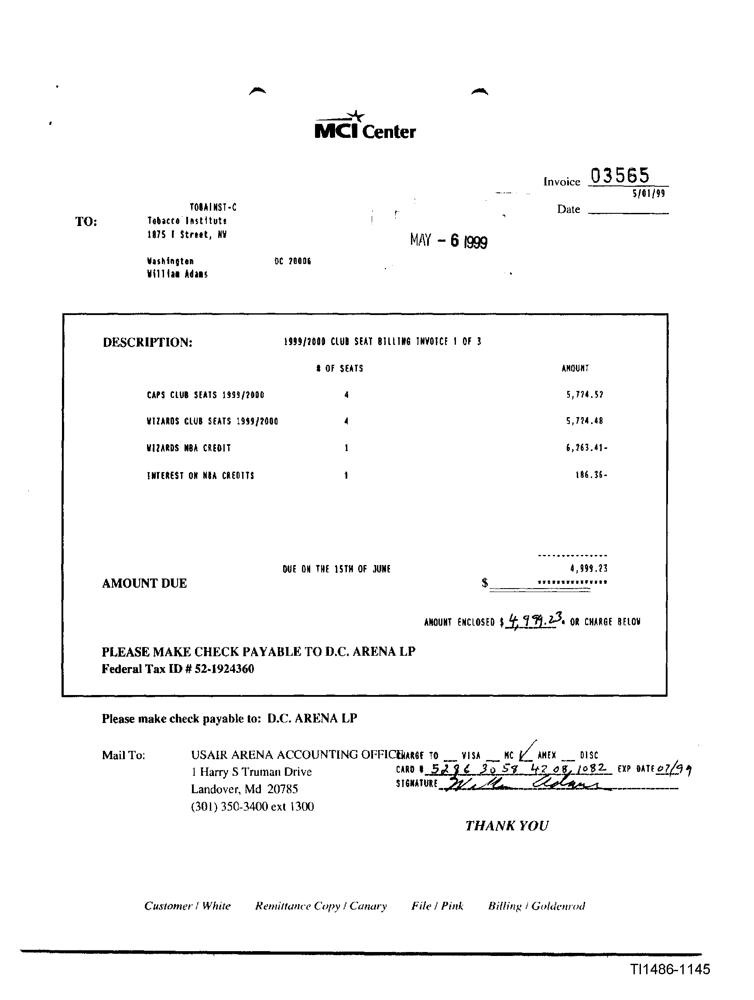 MCI Center
Invoice 03565
5/01/99
Date
TOBAINST-C
TO: Tobacco Institute
1875 I Street, NW
MAY - 6 1999
Washington DC 20006
William Adams
DESCRIPTION: 1999/2000 CLUB SEAT BILLING INVOICE 1 OF 3
# OF SEATS AMOUNT
CAPS CLUB SEATS 1999/2000 4 5,724.52
WIZARDS CLUB SEATS 1999/2000 4 5,724.48
WIZARDS NBA CREDIT 1 6,263.41-
INTEREST ON NBA CREDITS 1 186.36-
--------------
DUE ON THE 15TH OF JUNE 4,999.23
AMOUNT DUE $ **************
AMOUNT ENCLOSED $ 4,999.23. OR CHARGE BELOW
PLEASE MAKE CHECK PAYABLE TO D.C. ARENA LP
Federal Tax ID # 52-1924360
Please make check payable to: D.C. ARENA LP
Mail To: USAIR ARENA ACCOUNTING OFFICE CHARGE TO __ VISA __ MC ✓ AMEX __ DISC
1 Harry S Truman Drive CARD # 3058 4208 1082 EXP DATE 07/99
Landover, Md 20785 SIGNATURE William Adams
(301) 350-3400 ext 1300
THANK YOU
Customer / White Remittance Copy / Canary File / Pink Billing / Goldenrod
TI1486-1145